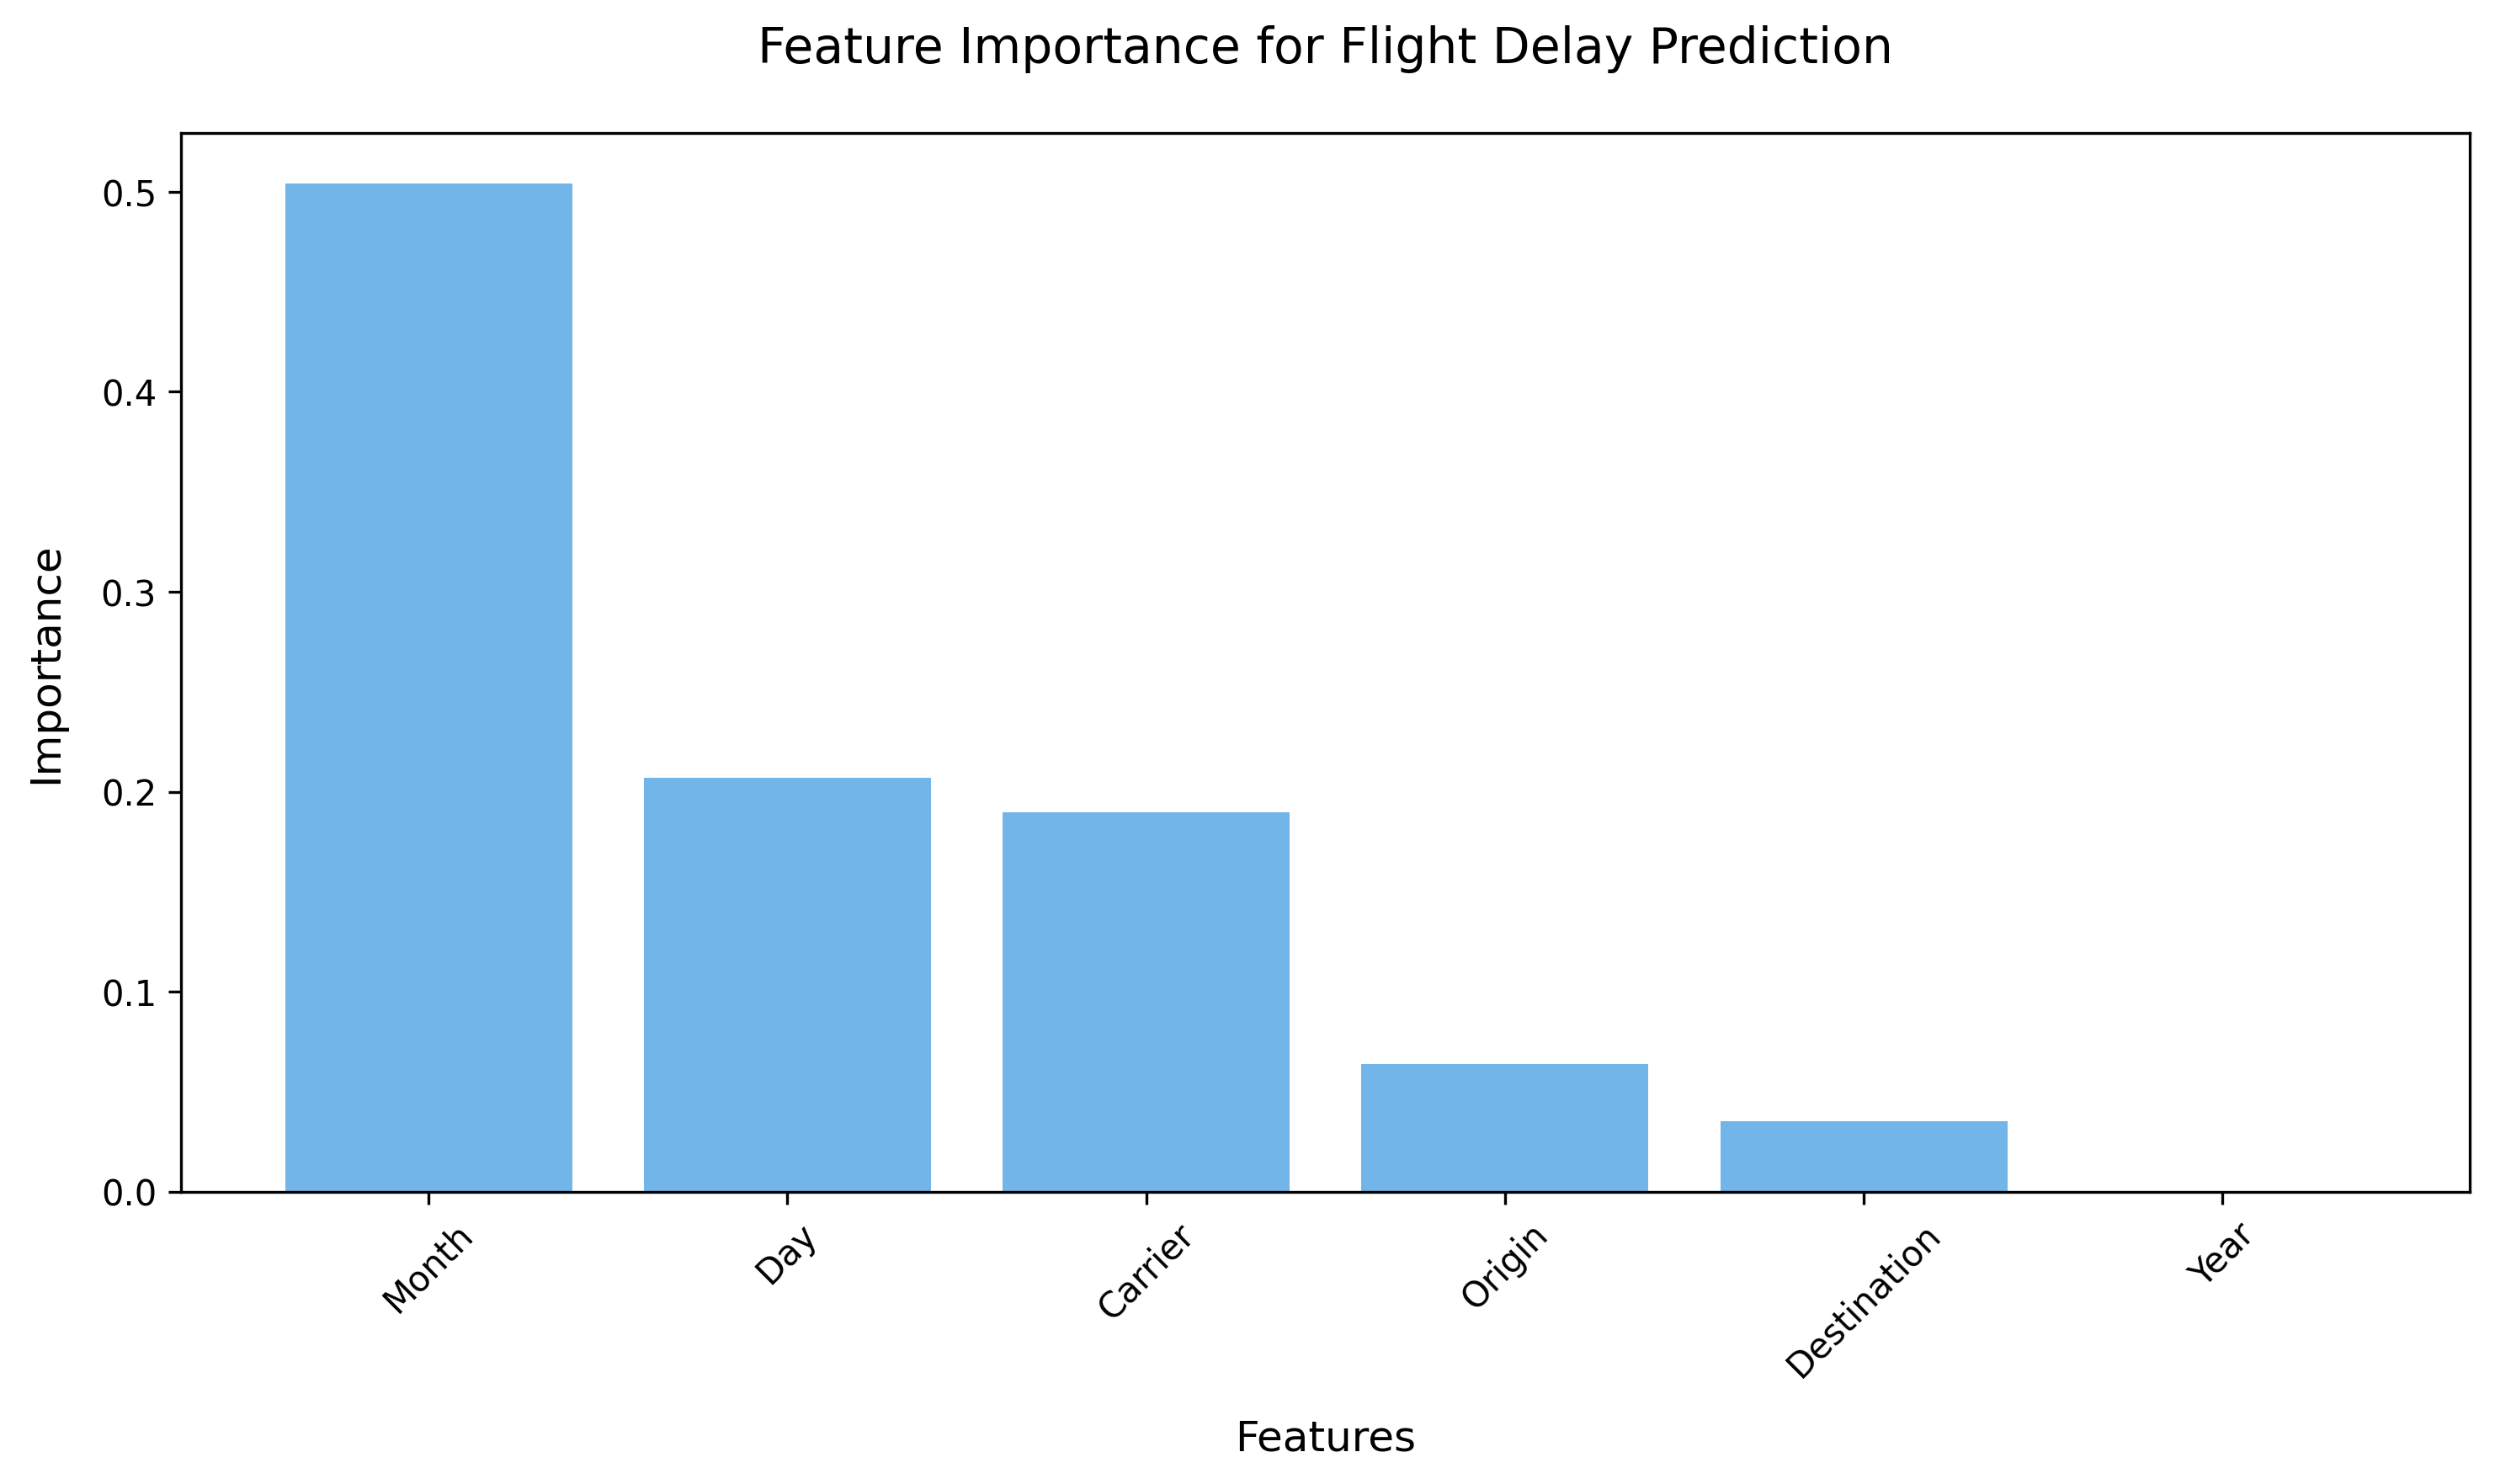 Feature Importance for Flight Delay Prediction
Importance
0.5
0.4
0.3
0.2
0.1
0.0
Month
Day
Carrier
Origin
Destination
Year
Features